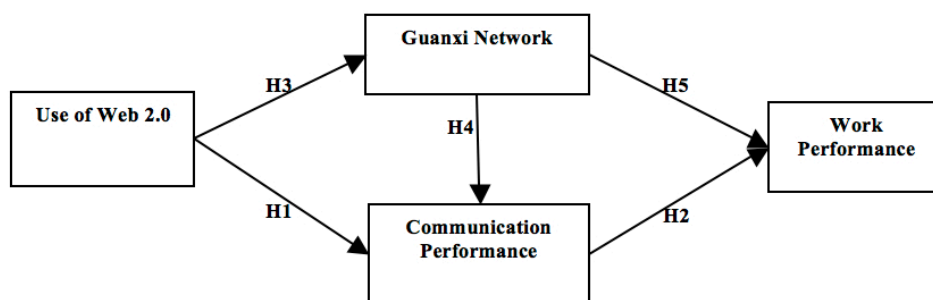 Guanxi Network
H3
H5
Use of Web 2.0
H4
Work
Performance
H1
H2
Communication
Performance